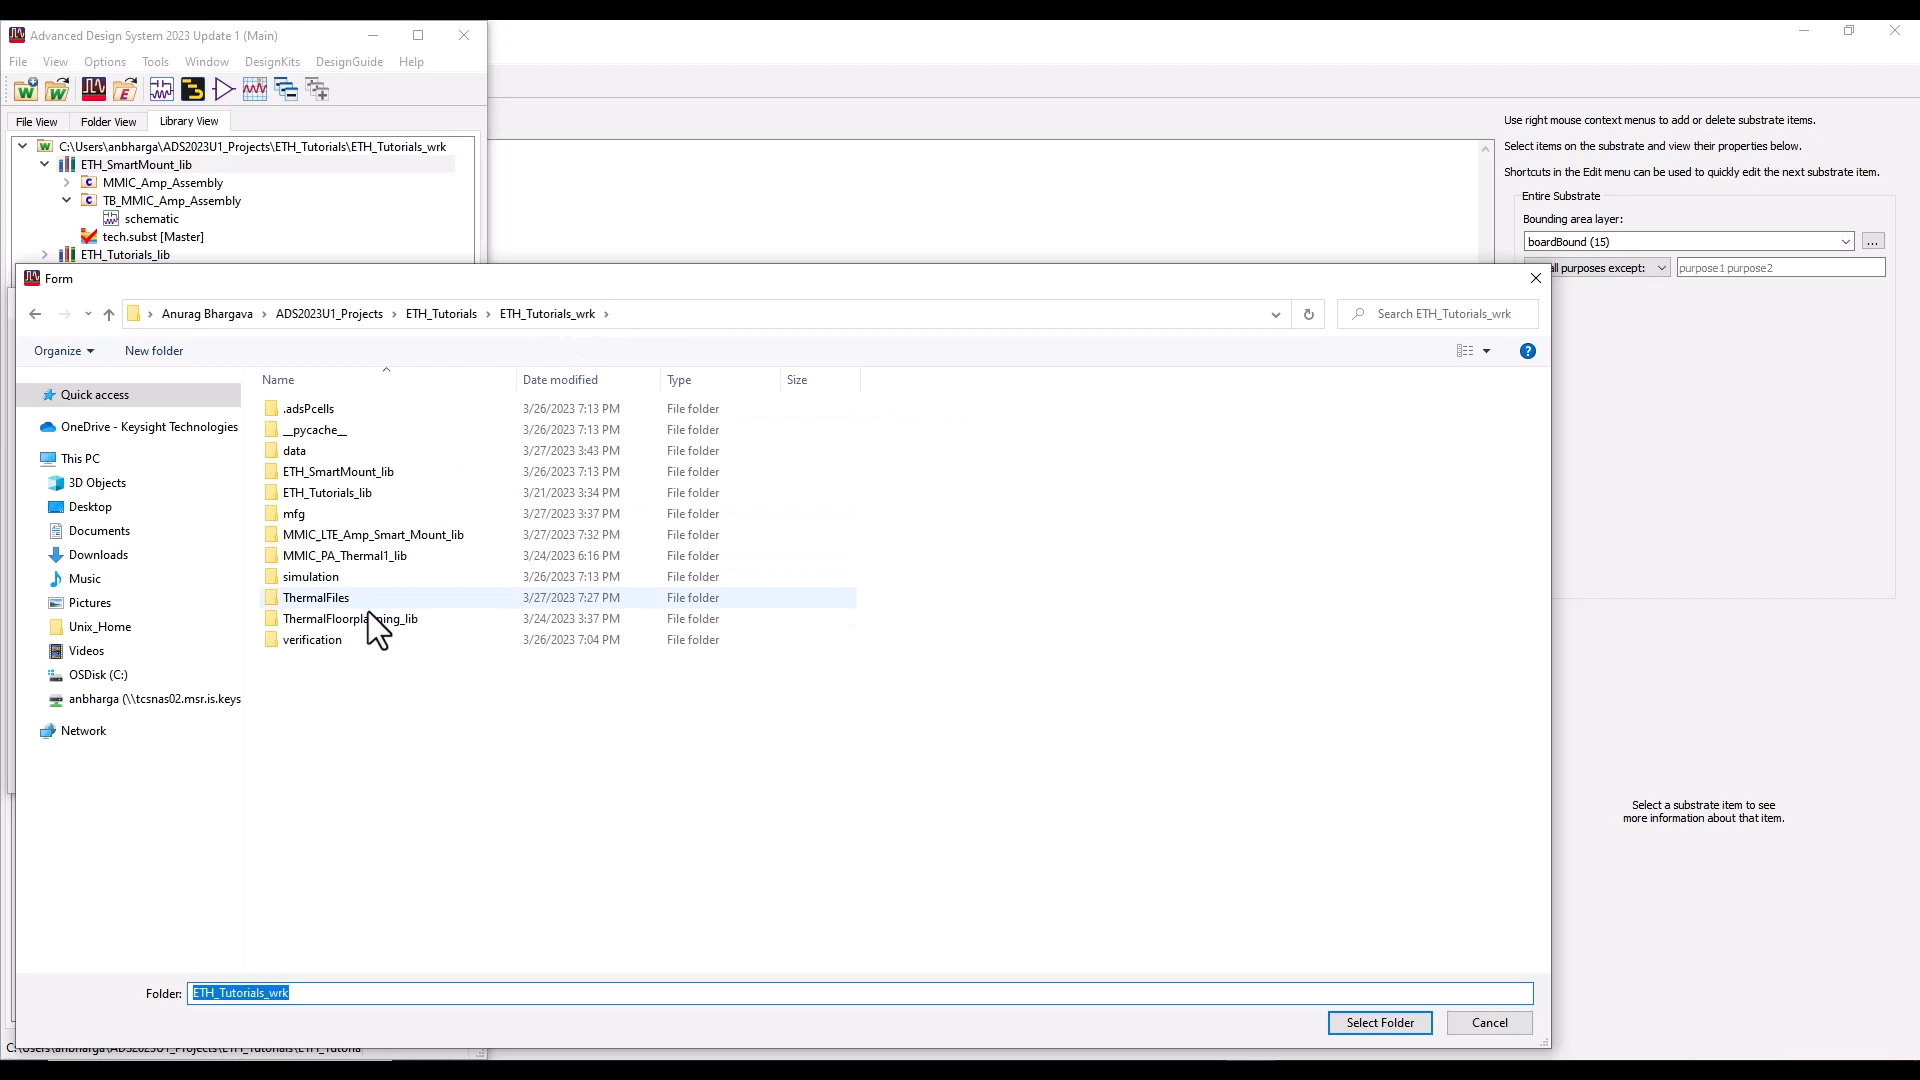 Advanced Design System 2023 Update 1 (Main)
File View Options Tools Window DesignKits DesignGuide Help
File View Folder View Library View
C:\Users\anbharga\ADS2023U1_Projects\ETH_Tutorials\ETH_Tutorials_wrk
ETH_SmartMount_lib
MMIC_Amp_Assembly
TB_MMIC_Amp_Assembly
schematic
tech.subst [Master]
ETH_Tutorials_lib
Use right mouse context menus to add or delete substrate items.
Select items on the substrate and view their properties below.
Shortcuts in the Edit menu can be used to quickly edit the next substrate item.
Entire Substrate
Bounding area layer:
boardBound (15) ...
all purposes except: purpose1 purpose2
Form
Anurag Bhargava > ADS2023U1_Projects > ETH_Tutorials > ETH_Tutorials_wrk >
Search ETH_Tutorials_wrk
Organize New folder
Quick access
OneDrive - Keysight Technologies
This PC
3D Objects
Desktop
Documents
Downloads
Music
Pictures
Unix_Home
Videos
OSDisk (C:)
anbharga (\\tcsnas02.msr.is.keys
Network
Name Date modified Type Size
.adsPcells 3/26/2023 7:13 PM File folder
__pycache__ 3/26/2023 7:13 PM File folder
data 3/27/2023 3:43 PM File folder
ETH_SmartMount_lib 3/26/2023 7:13 PM File folder
ETH_Tutorials_lib 3/21/2023 3:34 PM File folder
mfg 3/27/2023 3:37 PM File folder
MMIC_LTE_Amp_Smart_Mount_lib 3/27/2023 7:32 PM File folder
MMIC_PA_Thermal1_lib 3/24/2023 6:16 PM File folder
simulation 3/26/2023 7:13 PM File folder
ThermalFiles 3/27/2023 7:27 PM File folder
ThermalFloorplanning_lib 3/24/2023 3:37 PM File folder
verification 3/26/2023 7:04 PM File folder
Select a substrate item to see
more information about that item.
Folder: ETH_Tutorials_wrk
Select Folder Cancel